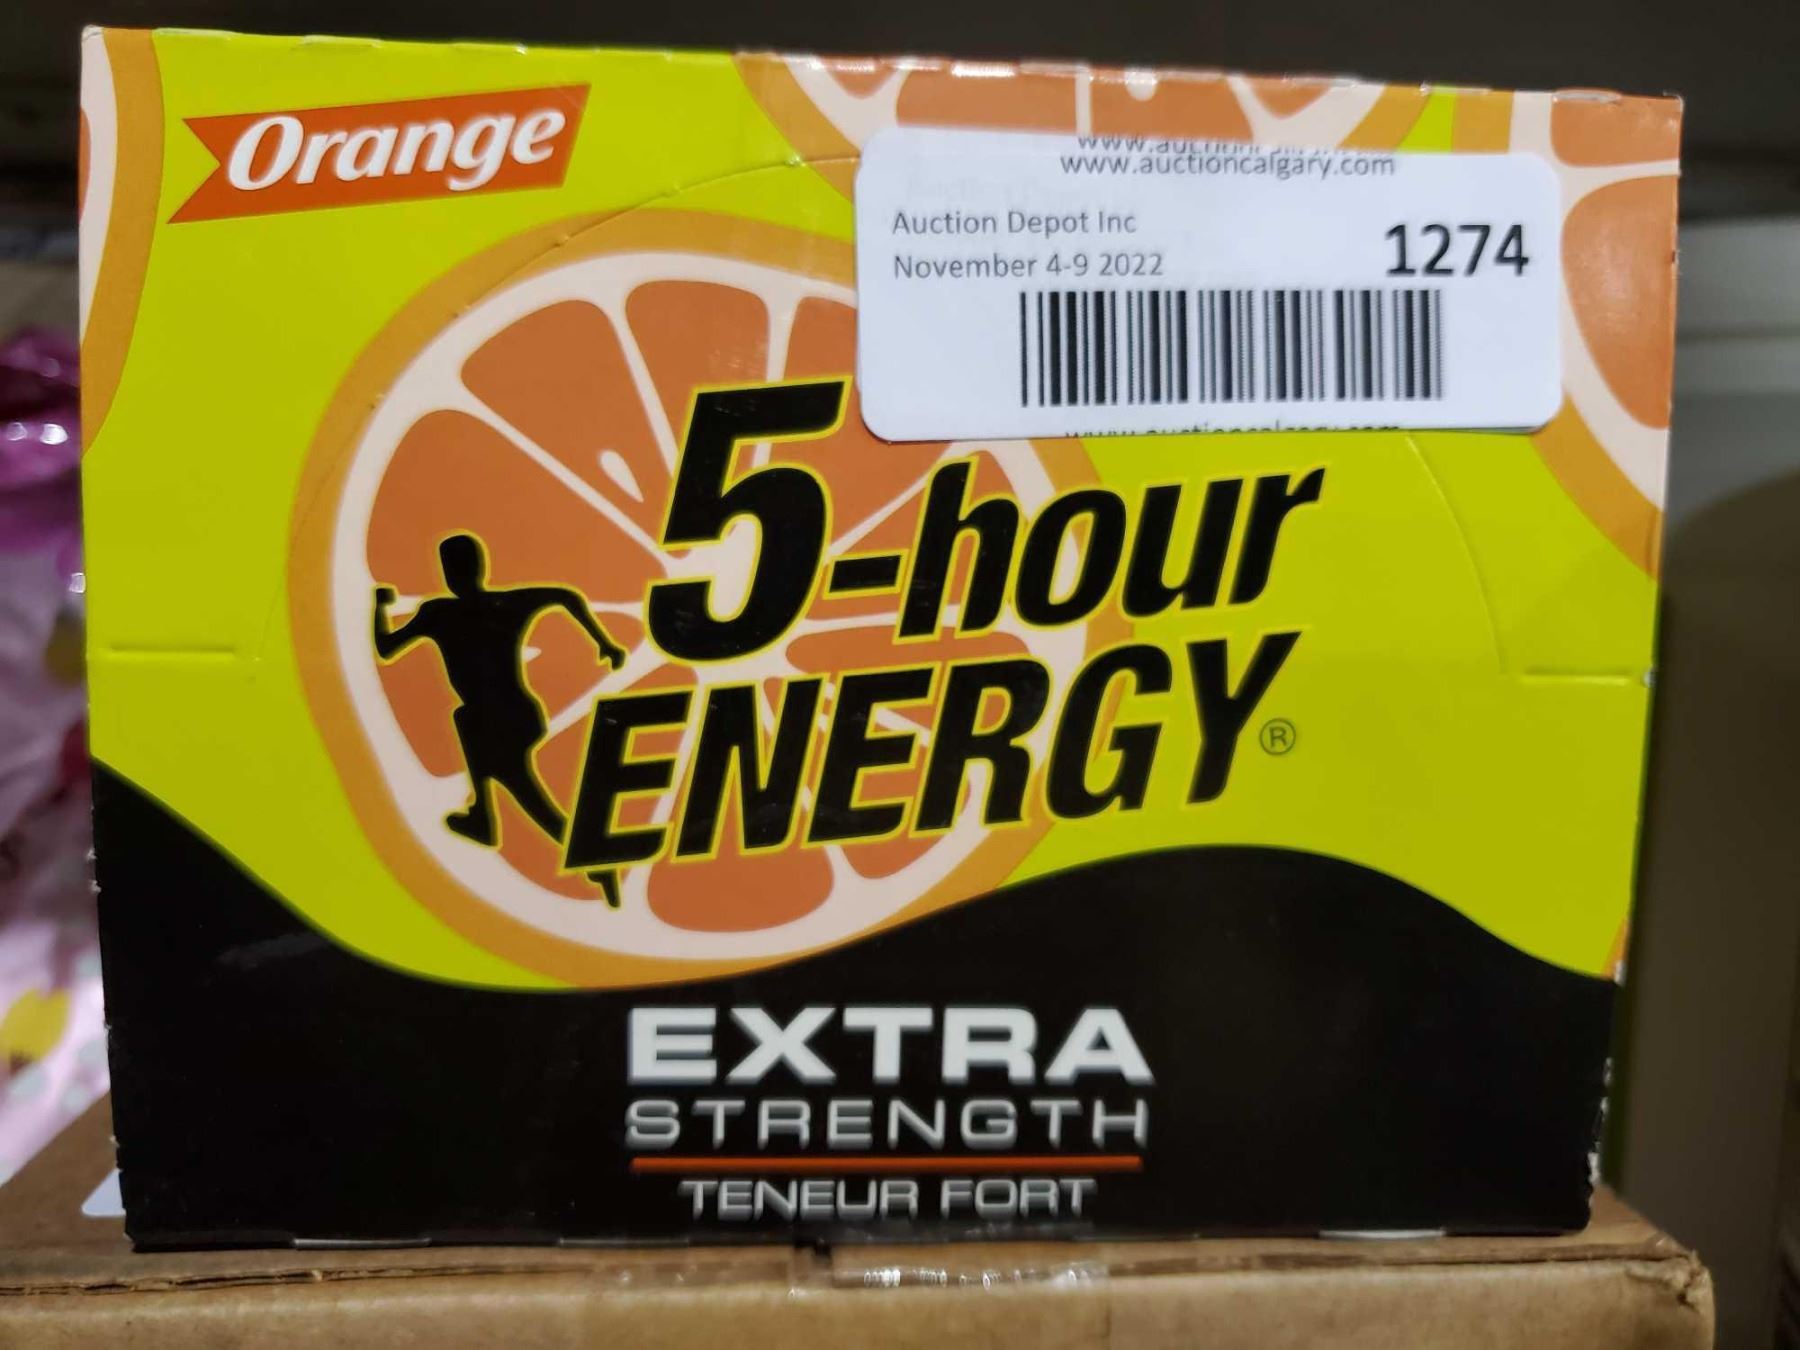 Orange
www.auctioncalgary.com
Auction Depot Inc
November 4-9 2022
1274
5-hour
ENERGY®
EXTRA
STRENGTH
TENEUR FORT